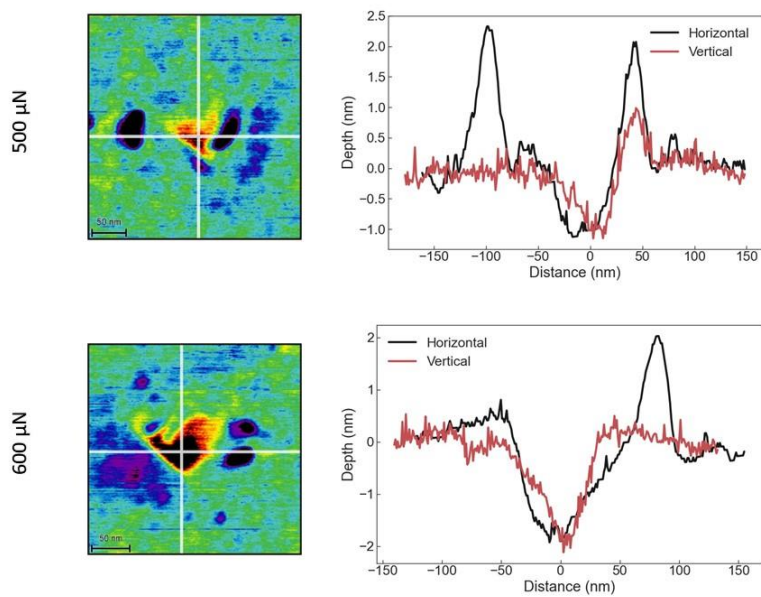 500 µN
50 nm
Depth (nm)
2.5
2.0
1.5
1.0
0.5
0.0
−0.5
−1.0
Horizontal
Vertical
−150 −100 −50 0 50 100 150
Distance (nm)
600 µN
50 nm
Depth (nm)
2
1
0
−1
−2
Horizontal
Vertical
−150 −100 −50 0 50 100 150
Distance (nm)